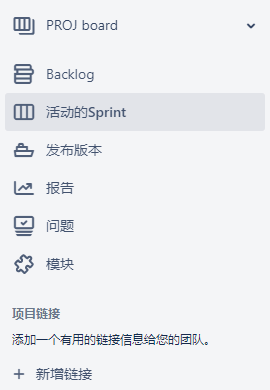 PROJ board
Backlog
活动的Sprint
发布版本
报告
问题
模块
项目链接
添加一个有用的链接信息给您的团队。
新增链接